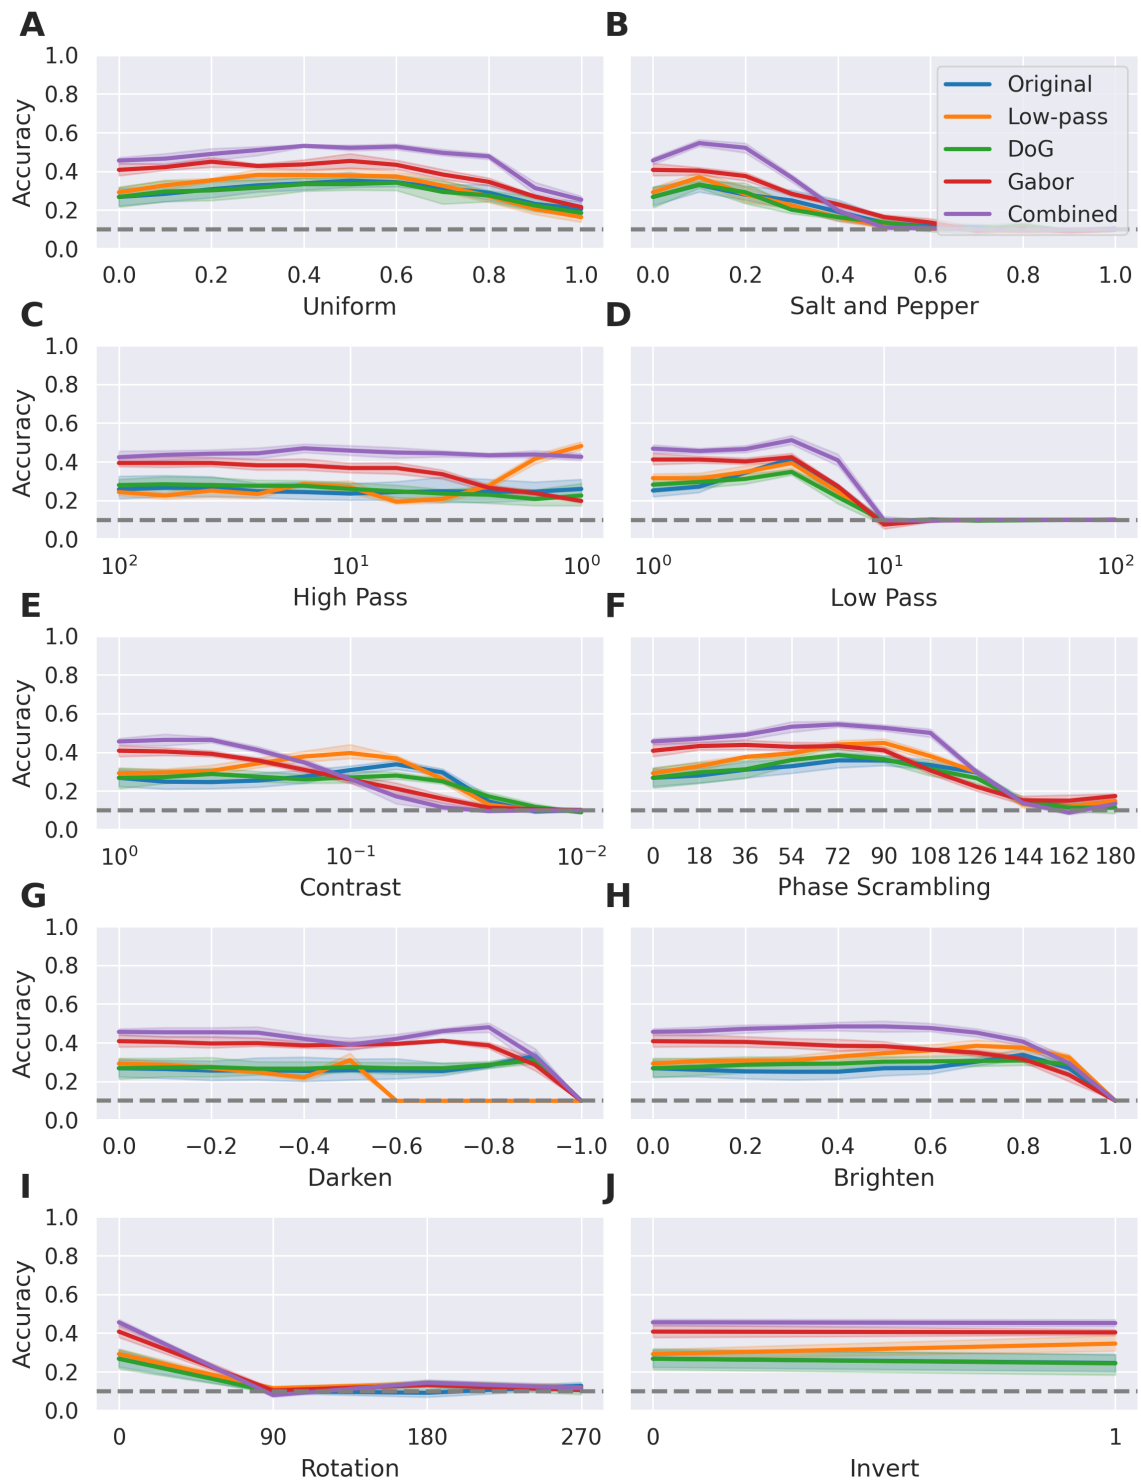 A B
1.0
0.8
0.6
0.4
0.2
0.0
Accuracy
0.0 0.2 0.4 0.6 0.8 1.0
Uniform
Original
Low-pass
DoG
Gabor
Combined
0.0 0.2 0.4 0.6 0.8 1.0
Salt and Pepper
C D
1.0
0.8
0.6
0.4
0.2
0.0
Accuracy
10² 10¹ 10⁰
High Pass
10⁰ 10¹ 10²
Low Pass
E F
1.0
0.8
0.6
0.4
0.2
0.0
Accuracy
10⁰ 10⁻¹ 10⁻²
Contrast
0 18 36 54 72 90 108 126 144 162 180
Phase Scrambling
G H
1.0
0.8
0.6
0.4
0.2
0.0
Accuracy
0.0 −0.2 −0.4 −0.6 −0.8 −1.0
Darken
0.0 0.2 0.4 0.6 0.8 1.0
Brighten
I J
1.0
0.8
0.6
0.4
0.2
0.0
Accuracy
0 90 180 270
Rotation
0 1
Invert